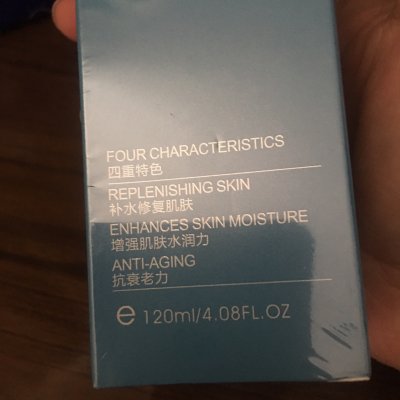 FOUR CHARACTERISTICS
四重特色
REPLENISHING SKIN
补水修复肌肤
ENHANCES SKIN MOISTURE
增强肌肤水润力
ANTI-AGING
抗衰老力
e 120ml/4.08FL.OZ